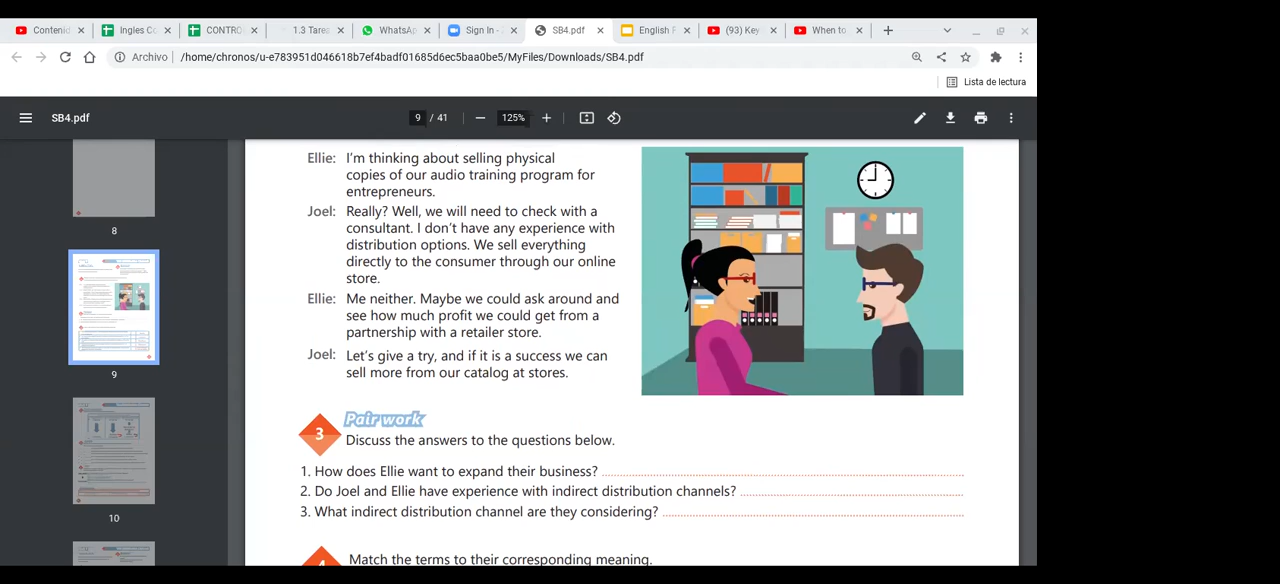 Contenid
Ingles Co
CONTROL
1.3 Tarea
WhatsAp
Sign In -
SB4.pdf
English F
(93) Key
When to
Archivo | /home/chronos/u-e783951d046618b7ef4badf01685d6ec5baa0be5/MyFiles/Downloads/SB4.pdf
Lista de lectura
SB4.pdf
9 / 41
125%
8
9
10
Ellie: I'm thinking about selling physical
copies of our audio training program for
entrepreneurs.
Joel: Really? Well, we will need to check with a
consultant. I don't have any experience with
distribution options. We sell everything
directly to the consumer through our online
store.
Ellie: Me neither. Maybe we could ask around and
see how much profit we could get from a
partnership with a retailer store.
Joel: Let's give a try, and if it is a success we can
sell more from our catalog at stores.
3
Pair work
Discuss the answers to the questions below.
1. How does Ellie want to expand their business?
2. Do Joel and Ellie have experience with indirect distribution channels?
3. What indirect distribution channel are they considering?
4
Match the terms to their corresponding meaning.